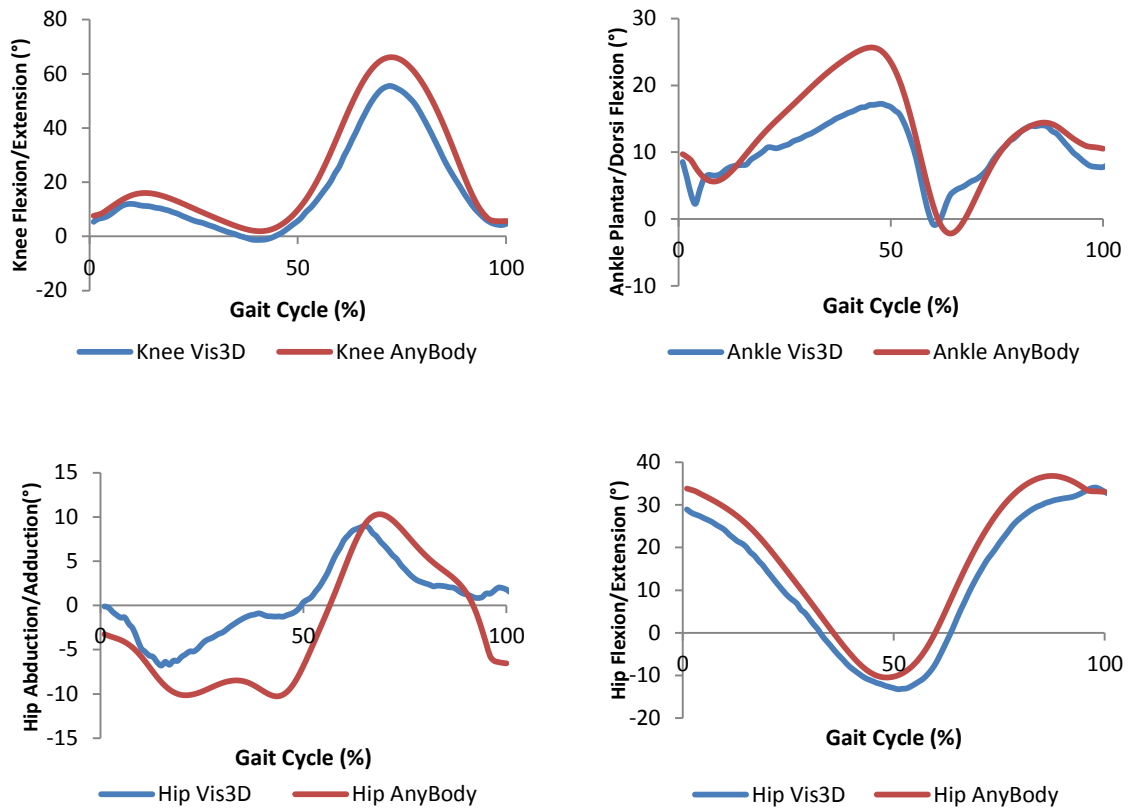 Knee Flexion/Extension (°)
80
60
40
20
0
-20
0
50
100
Gait Cycle (%)
Knee Vis3D
Knee AnyBody
Ankle Plantar/Dorsi Flexion (°)
30
20
10
0
-10
0
50
100
Gait Cycle (%)
Ankle Vis3D
Ankle AnyBody
Hip Abduction/Adduction(°)
15
10
5
0
-5
-10
-15
0
50
100
Gait Cycle (%)
Hip Vis3D
Hip AnyBody
Hip Flexion/Extension (°)
40
30
20
10
0
-10
-20
0
50
100
Gait Cycle (%)
Hip Vis3D
Hip AnyBody